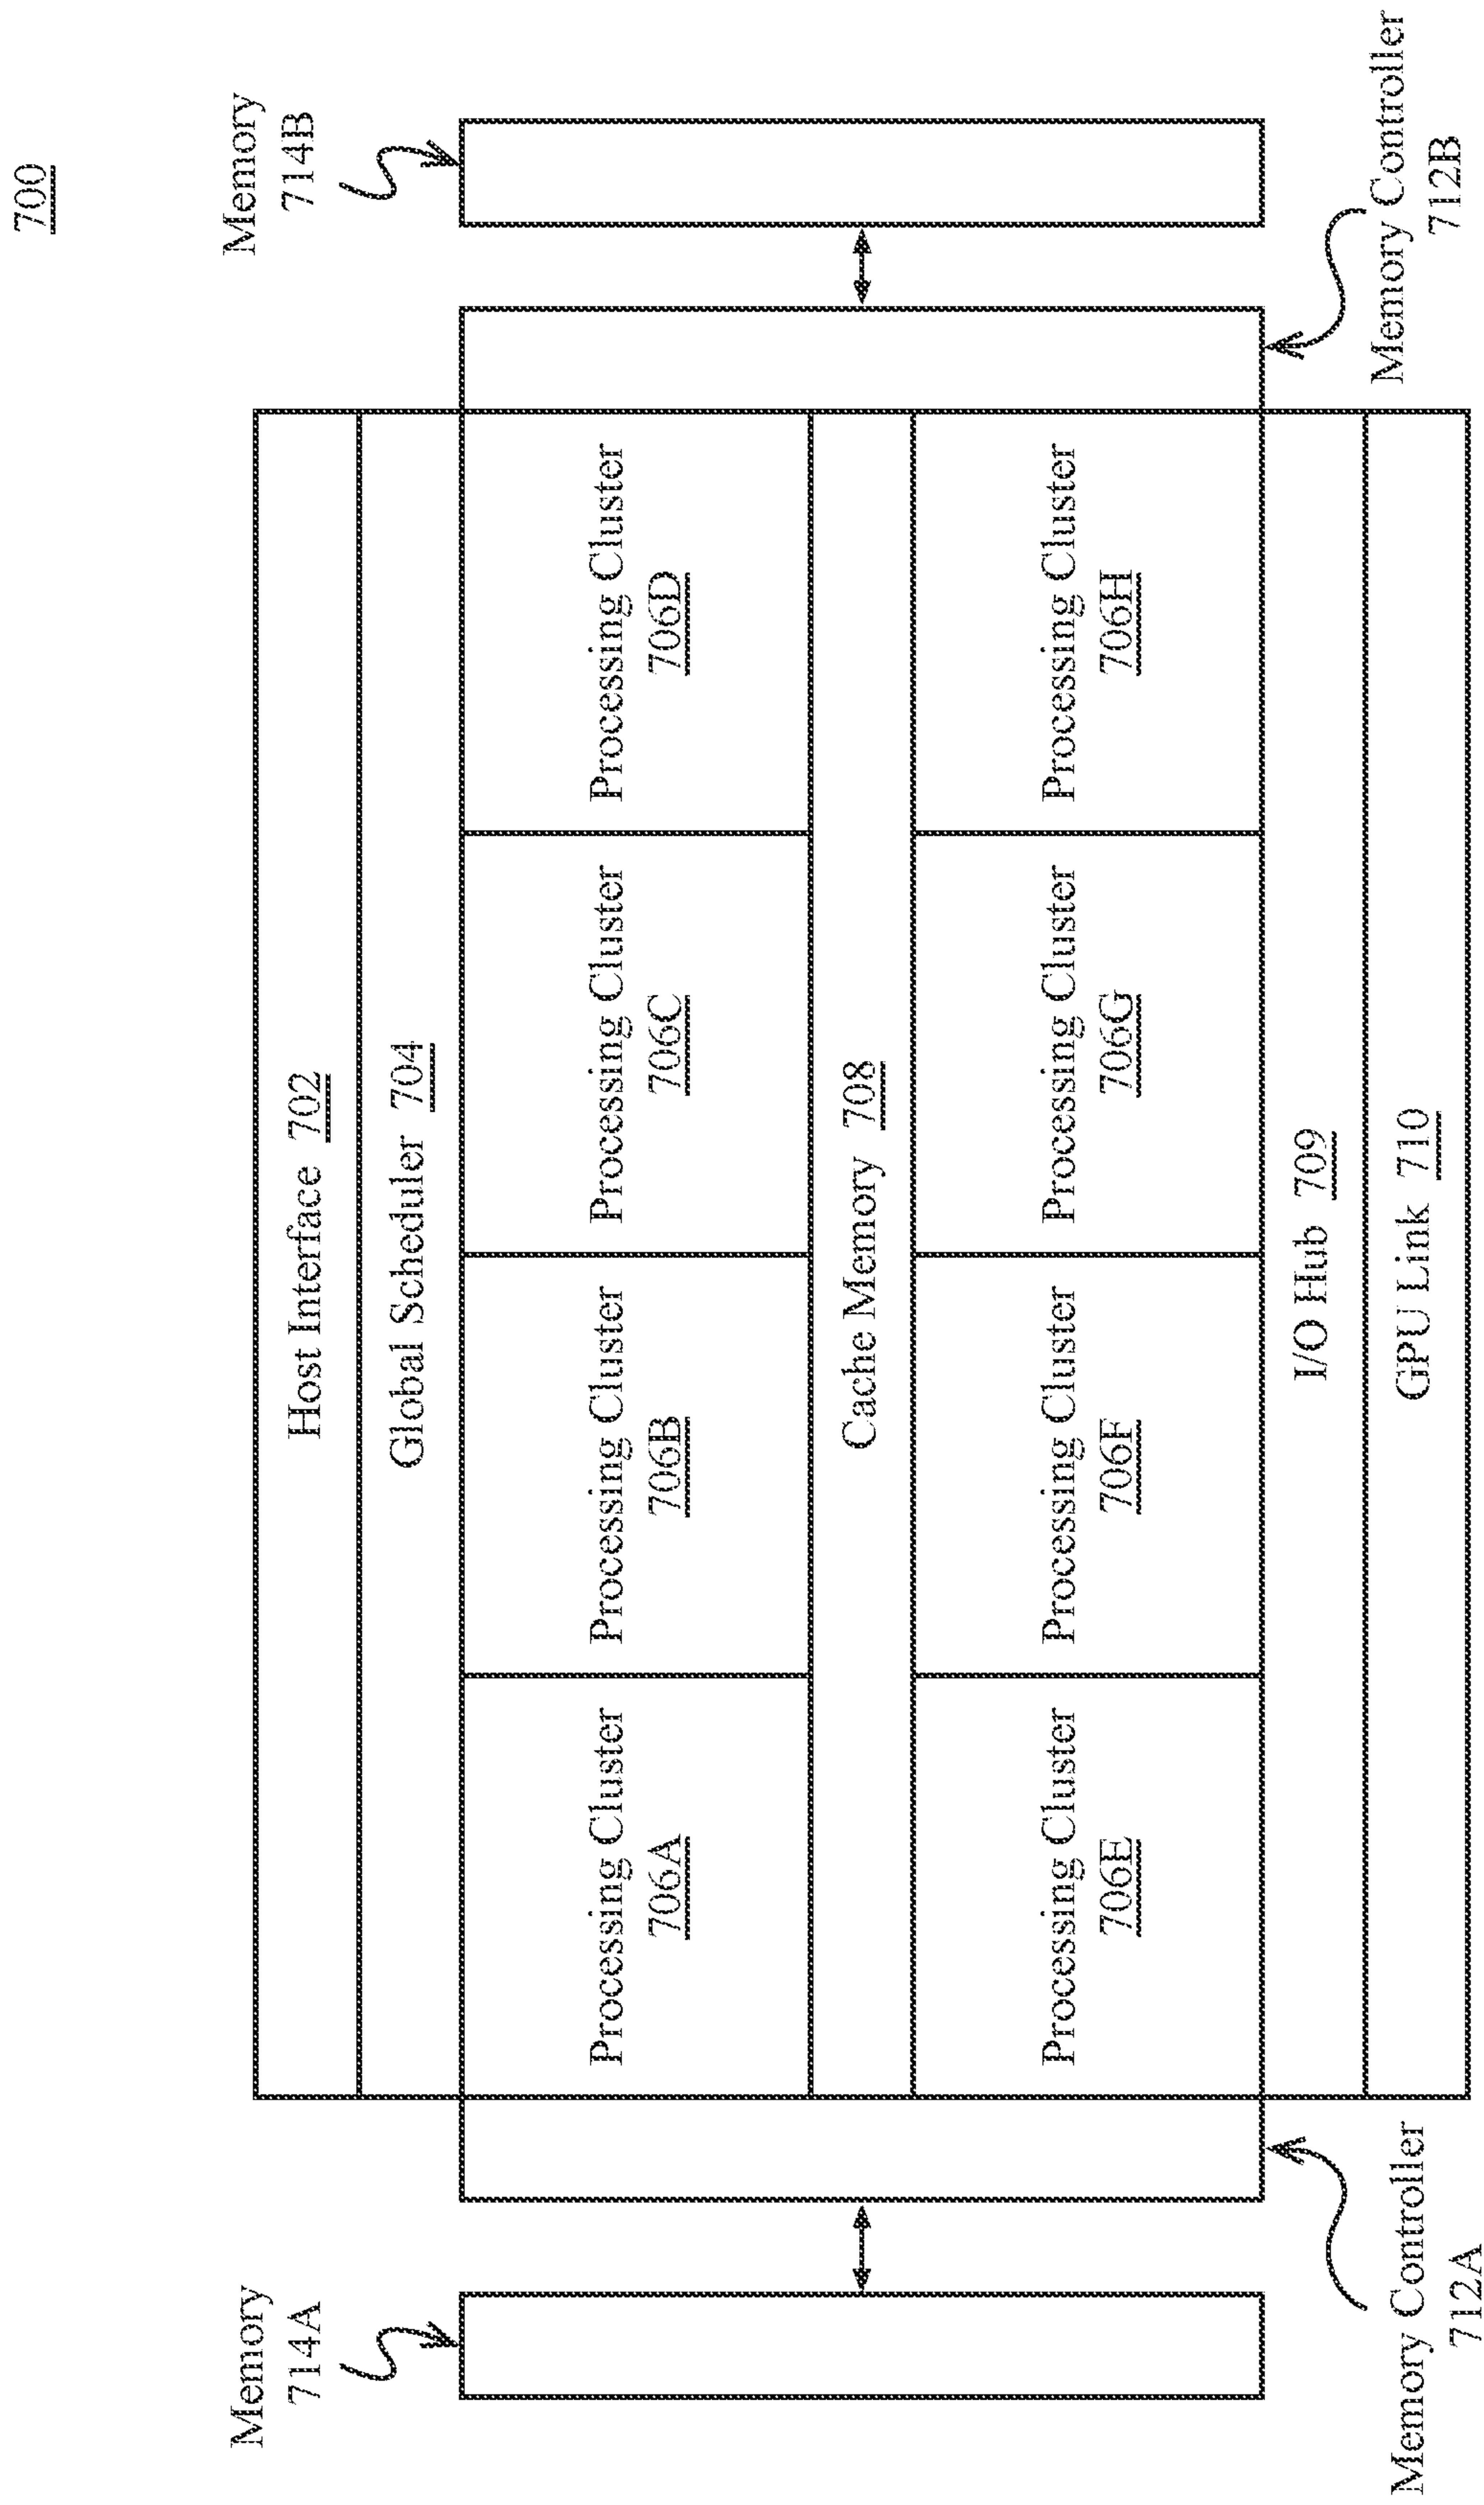 700
Memory
714A
Memory
714B
Host Interface 702
Global Scheduler 704
Processing Cluster
706A
Processing Cluster
706B
Processing Cluster
706C
Processing Cluster
706D
Cache Memory 708
Processing Cluster
706E
Processing Cluster
706F
Processing Cluster
706G
Processing Cluster
706H
I/O Hub 709
GPU Link 710
Memory Controller
712A
Memory Controller
712B